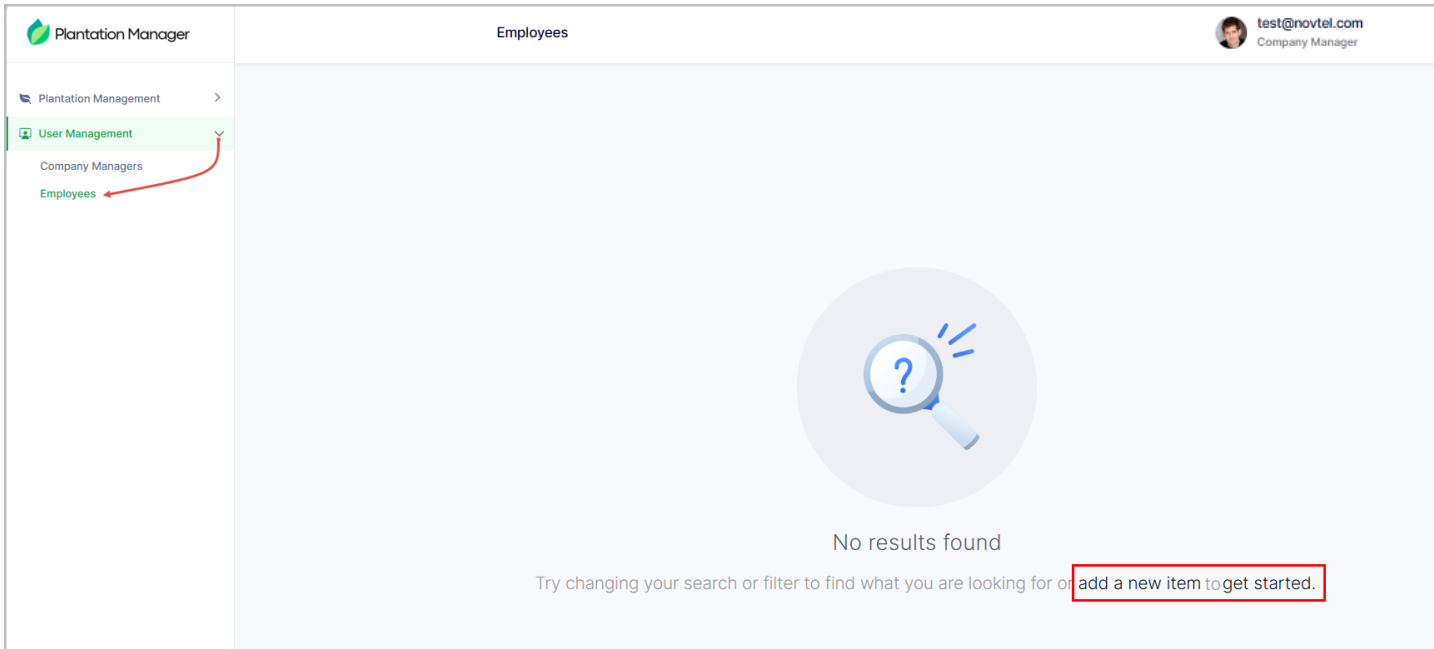 Plantation Manager
Employees
test@novtel.com
Company Manager
Plantation Management
User Management
Company Managers
Employees
?
No results found
Try changing your search or filter to find what you are looking for or add a new item to get started.